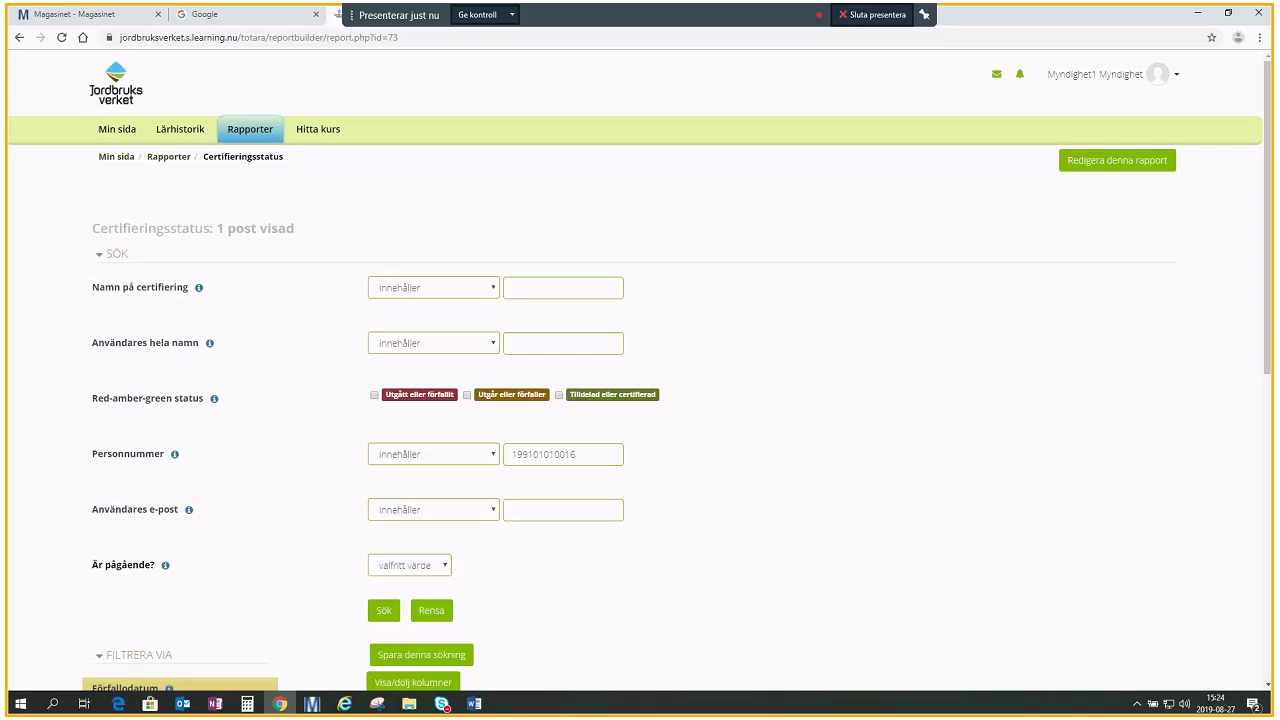 Magasinet - Magasinet
Google
Presenterar just nu
Ge kontroll
Sluta presentera
jordbruksverket.s.learning.nu/totara/reportbuilder/report.php?id=73
Jordbruks
verket
Myndighet1 Myndighet
Min sida Lärhistorik Rapporter Hitta kurs
Min sida / Rapporter / Certifieringsstatus
Redigera denna rapport
Certifieringsstatus: 1 post visad
SÖK
Namn på certifiering innehåller
Användares hela namn innehåller
Red-amber-green status Utgått eller förfallit Utgår eller förfaller Tilldelad eller certifierad
Personnummer innehåller 199101010016
Användares e-post innehåller
Är pågående? valfritt värde
Sök Rensa
FILTRERA VIA
Spara denna sökning
Förfallodatum
Visa/dölj kolumner
15:24
2019-08-27